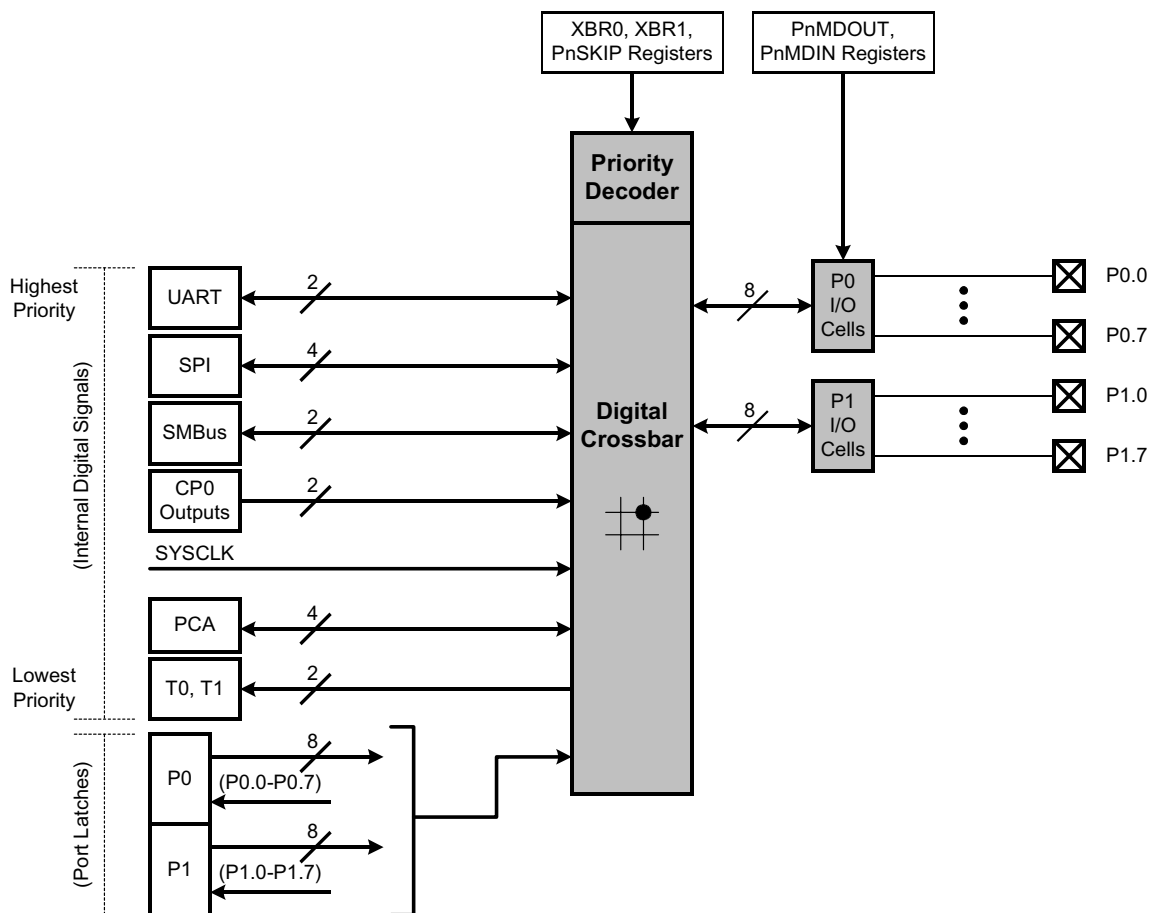 XBR0, XBR1,
PnSKIP Registers
PnMDOUT,
PnMDIN Registers
Priority
Decoder
Highest
Priority
(Internal Digital Signals)
UART
2
SPI
4
SMBus
2
CP0
Outputs
2
SYSCLK
PCA
4
Lowest
Priority
T0, T1
2
Digital
Crossbar
8
P0
I/O
Cells
P0.0
P0.7
8
P1
I/O
Cells
P1.0
P1.7
(Port Latches)
P0
8
(P0.0-P0.7)
P1
8
(P1.0-P1.7)